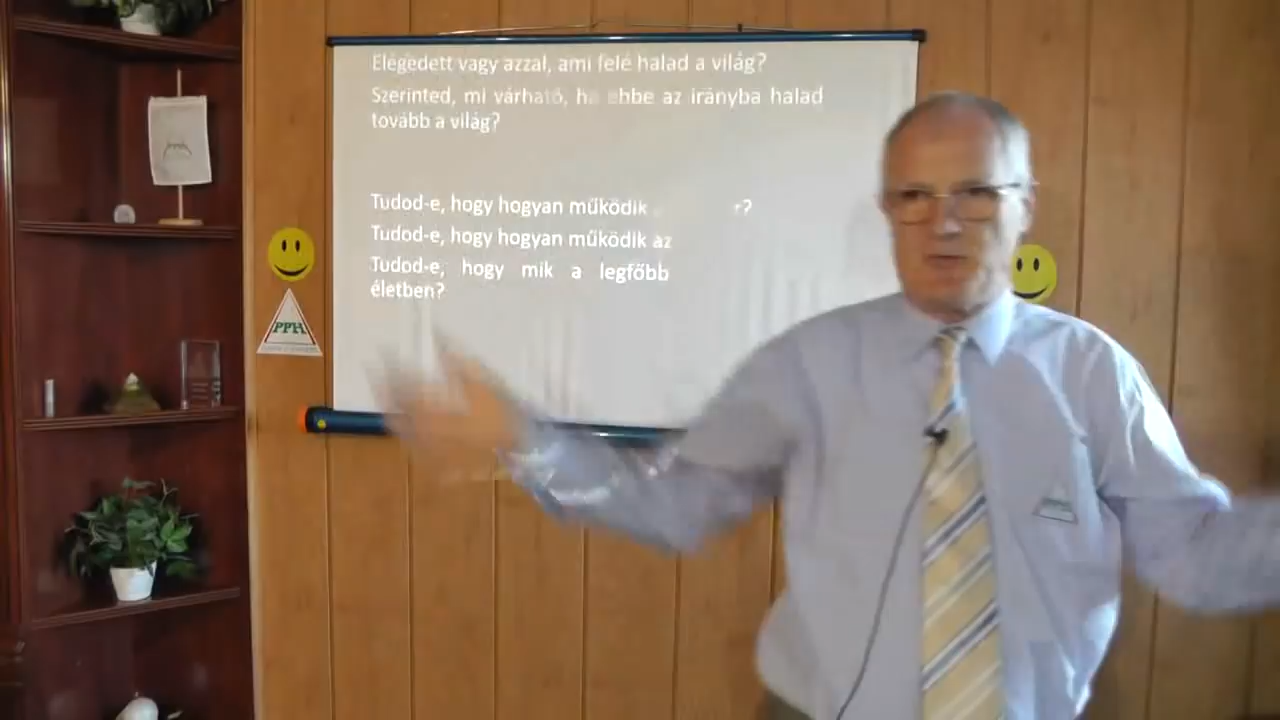 Elégedett vagy azzal, ami felé halad a világ?
Szerinted, mi várható, ha ebbe az irányba halad
tovább a világ?
Tudod-e, hogy hogyan működik
Tudod-e, hogy hogyan működik az
Tudod-e, hogy mik a legfőbb
életben?
PPH